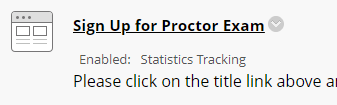 Sign Up for Proctor Exam
Enabled: Statistics Tracking
Please click on the title link above